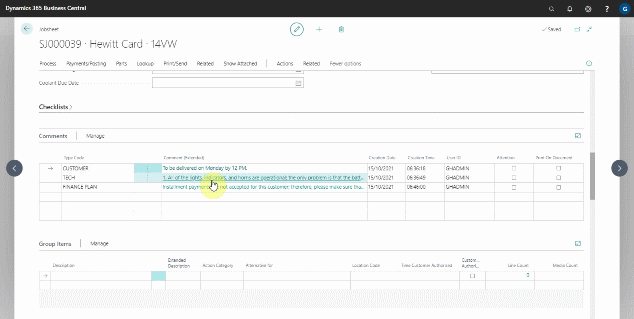 Dynamics 365 Business Central
G
Jobsheet
Saved
SJ000039 · Hewitt Card · 14VW
Process Payments/Posting Parts Lookup Print/Send Related Show Attached Actions Related Fewer options
Coolant Due Date
Checklists
Comments Manage
Type Code Comment (Extended) Creation Date Creation Time User ID Attention Print On Document
CUSTOMER To be delivered on Monday by 12 PM. 15/10/2021 06:36:18 GHADMIN
TECH 1. All of the lights, indicators, and horns are operational; the only problem is that the batt... 15/10/2021 06:36:49 GHADMIN
FINANCE PLAN Installment payment not accepted for this customer; therefore, please make sure tha... 15/10/2021 06:46:00 GHADMIN
Group Items Manage
Description Extended Description Action Category Alternative for Location Code Time Customer Authorised Custom... Authori... Line Count Media Count